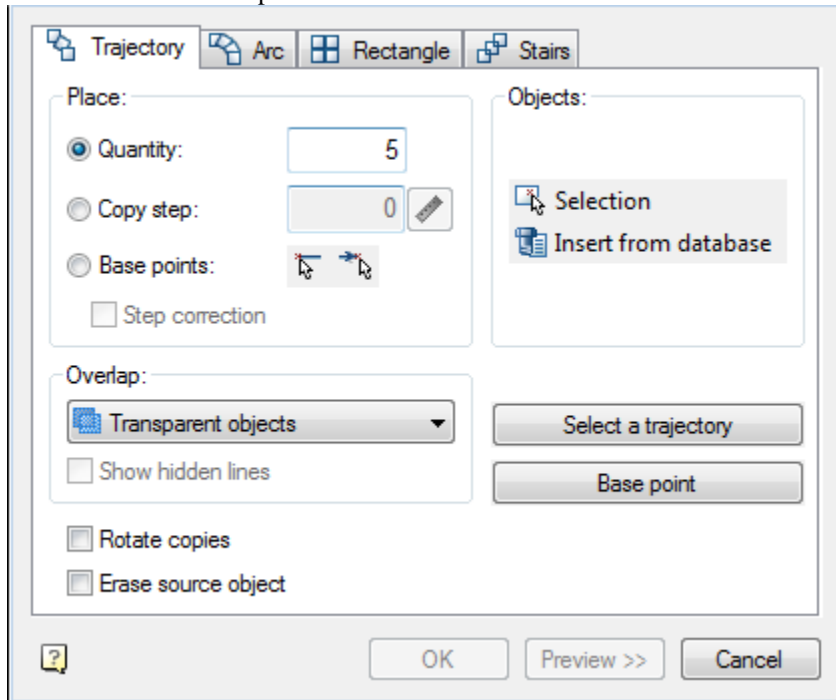 Trajectory Arc Rectangle Stairs
Place:
Quantity: 5
Copy step: 0
Base points:
Step correction
Objects:
Selection
Insert from database
Overlap:
Transparent objects
Show hidden lines
Select a trajectory
Base point
Rotate copies
Erase source object
? OK Preview >> Cancel